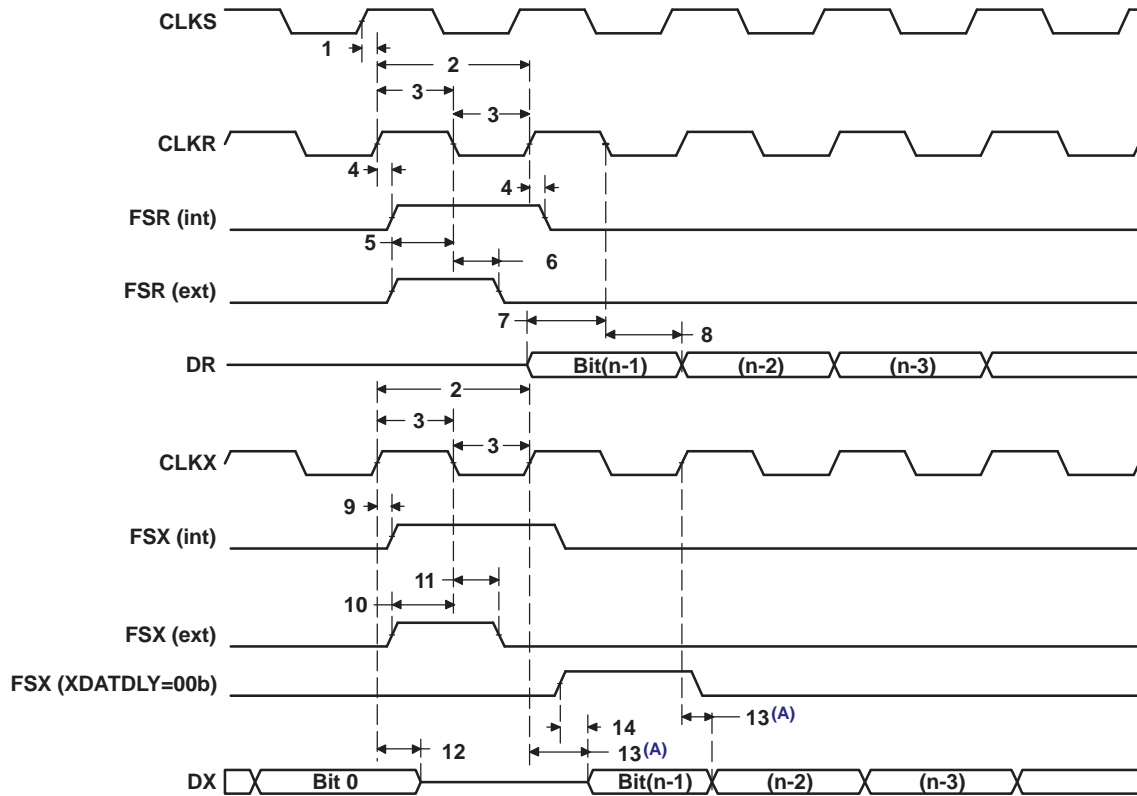 CLKS
1
2
3
3
CLKR
4
4
FSR (int)
5
6
FSR (ext)
7
8
DR
Bit(n-1)
(n-2)
(n-3)
2
3
3
CLKX
9
FSX (int)
11
10
FSX (ext)
FSX (XDATDLY=00b)
13(A)
14
13(A)
12
DX
Bit 0
Bit(n-1)
(n-2)
(n-3)